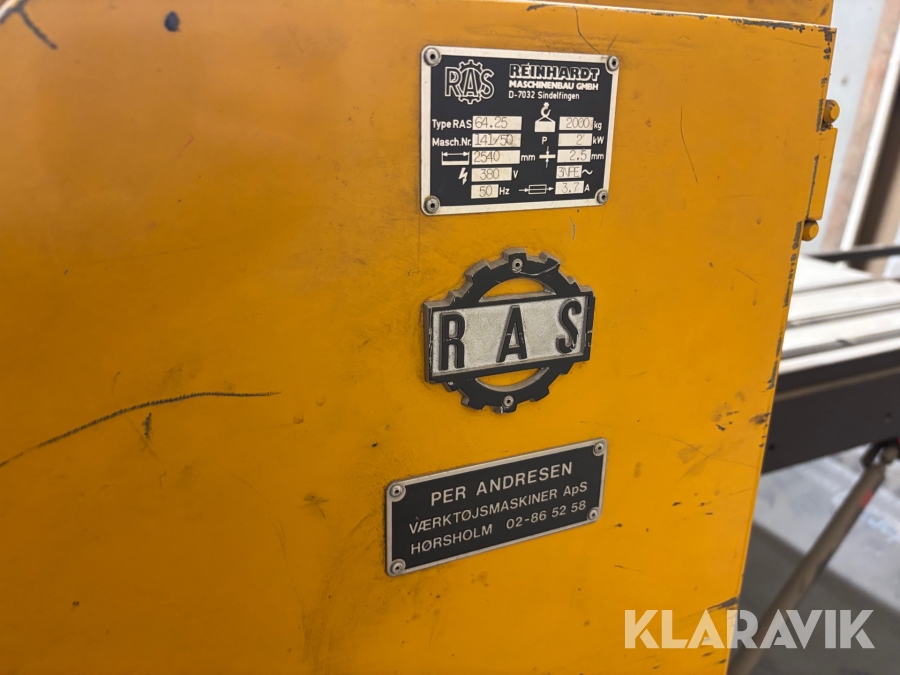 RAS REINHARDT
MASCHINENBAU GMBH
D-7032 Sindelfingen
Type RAS 64.25 2000 kg
Masch.Nr. 141/50 P 2 kW
2540 mm 2.5 mm
380 V 3NPE ~
50 Hz 3.7 A
RAS
PER ANDRESEN
VÆRKTØJSMASKINER ApS
HØRSHOLM 02-86 52 58
KLARAVIK